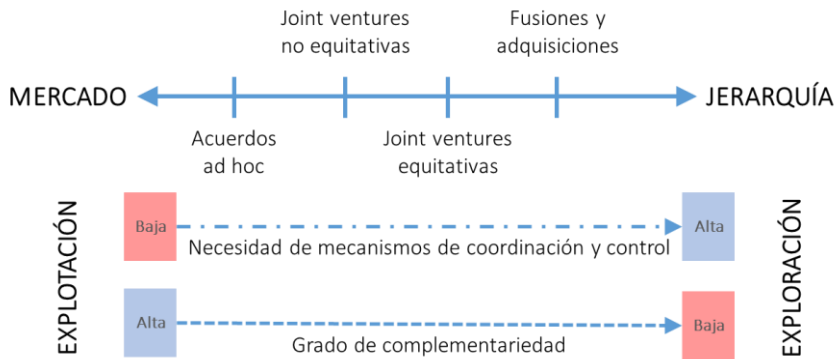 Joint ventures
no equitativas
Fusiones y
adquisiciones
MERCADO
JERARQUÍA
Acuerdos
ad hoc
Joint ventures
equitativas
EXPLOTACIÓN
Baja
Necesidad de mecanismos de coordinación y control
Alta
EXPLORACIÓN
Alta
Grado de complementariedad
Baja